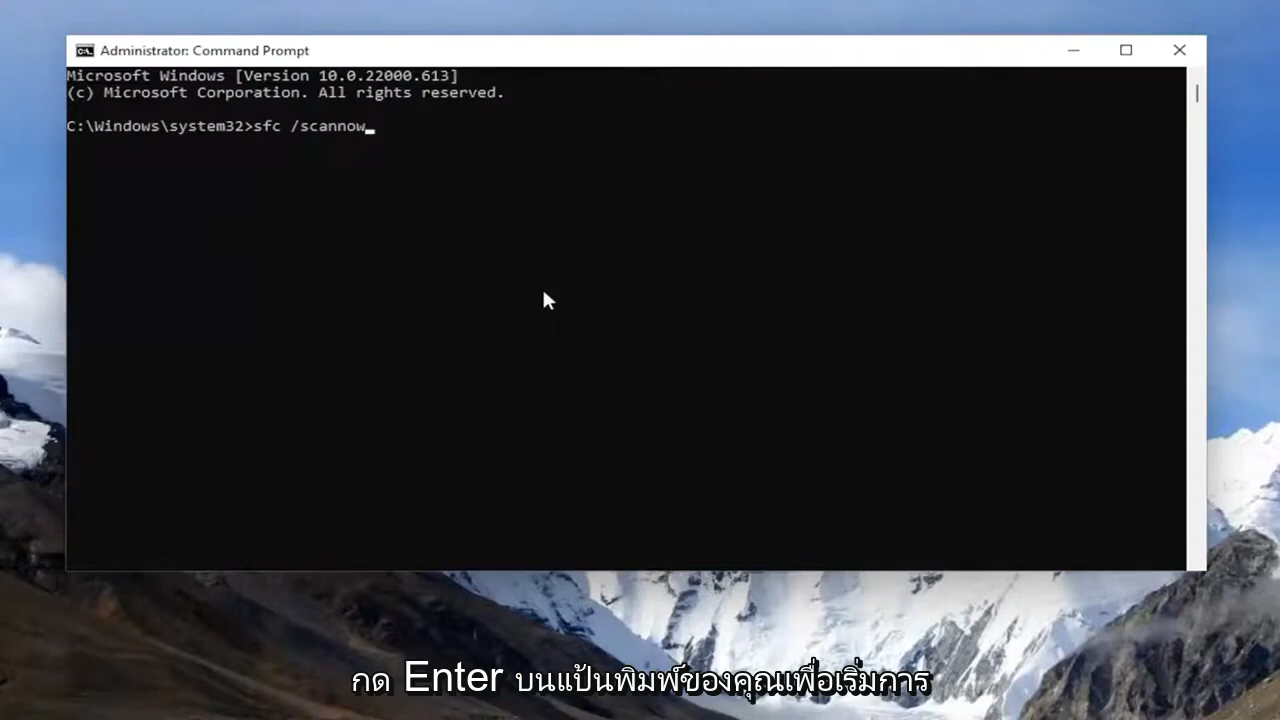 Administrator: Command Prompt
Microsoft Windows [Version 10.0.22000.613]
(c) Microsoft Corporation. All rights reserved.
C:\Windows\system32>sfc /scannow
กด Enter บนแป้นพิมพ์ของคุณเพื่อเริ่มการ